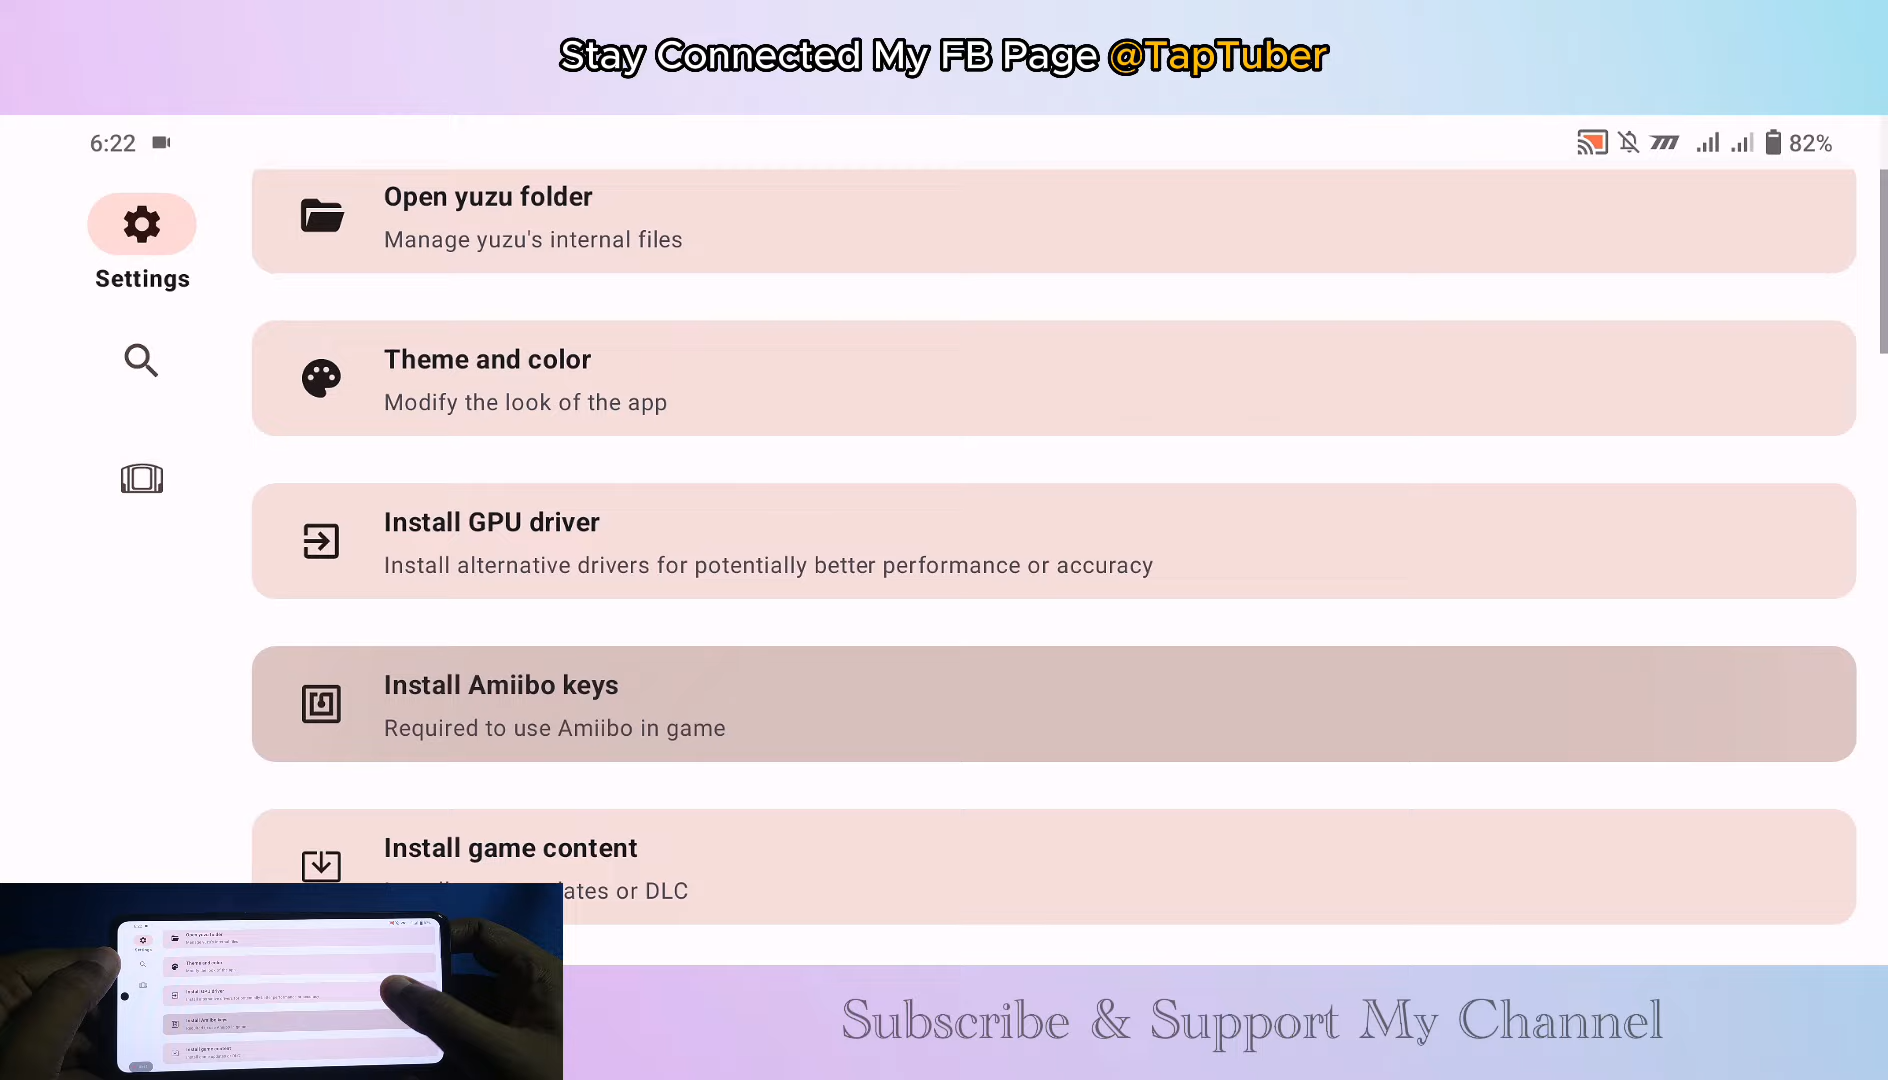 Stay Connected My FB Page @TapTuber
6:22
82%
Settings
Open yuzu folder
Manage yuzu's internal files
Theme and color
Modify the look of the app
Install GPU driver
Install alternative drivers for potentially better performance or accuracy
Install Amiibo keys
Required to use Amiibo in game
Install game content
or DLC
Subscribe & Support My Channel